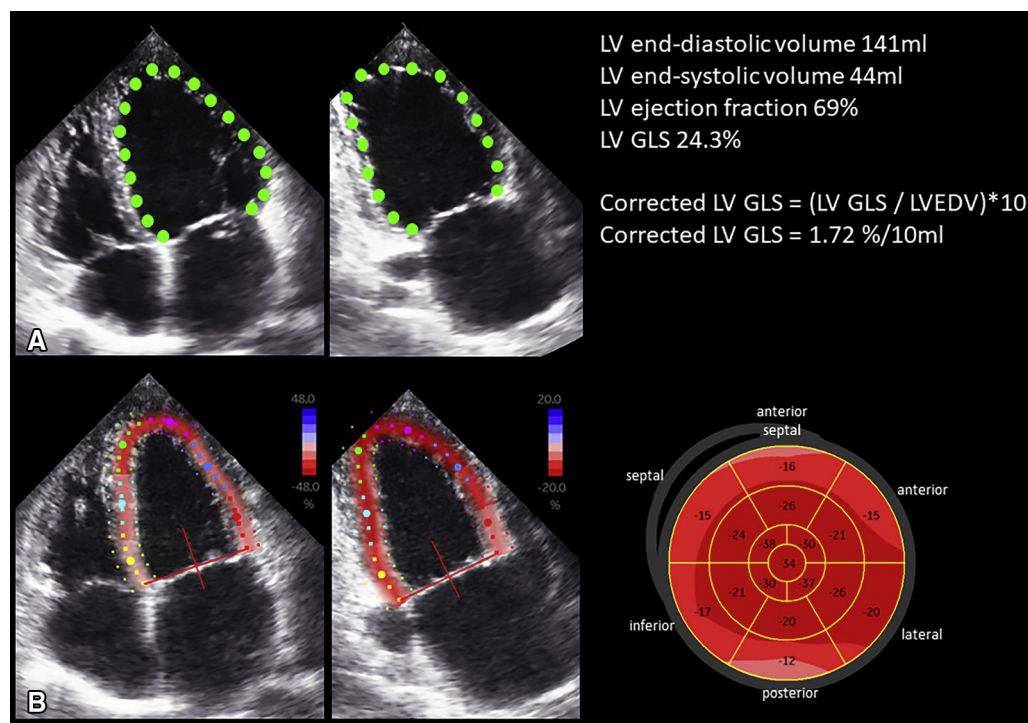 LV end-diastolic volume 141ml
LV end-systolic volume 44ml
LV ejection fraction 69%
LV GLS 24.3%
Corrected LV GLS = (LV GLS / LVEDV)*10
Corrected LV GLS = 1.72 %/10ml
A
48.0
-48.0
%
20.0
-20.0
%
anterior
septal
septal
anterior
-16
-15
-15
-26
-24
-21
-38
-30
-34
-30
-37
-21
-26
-17
-20
-20
inferior
lateral
-12
posterior
B